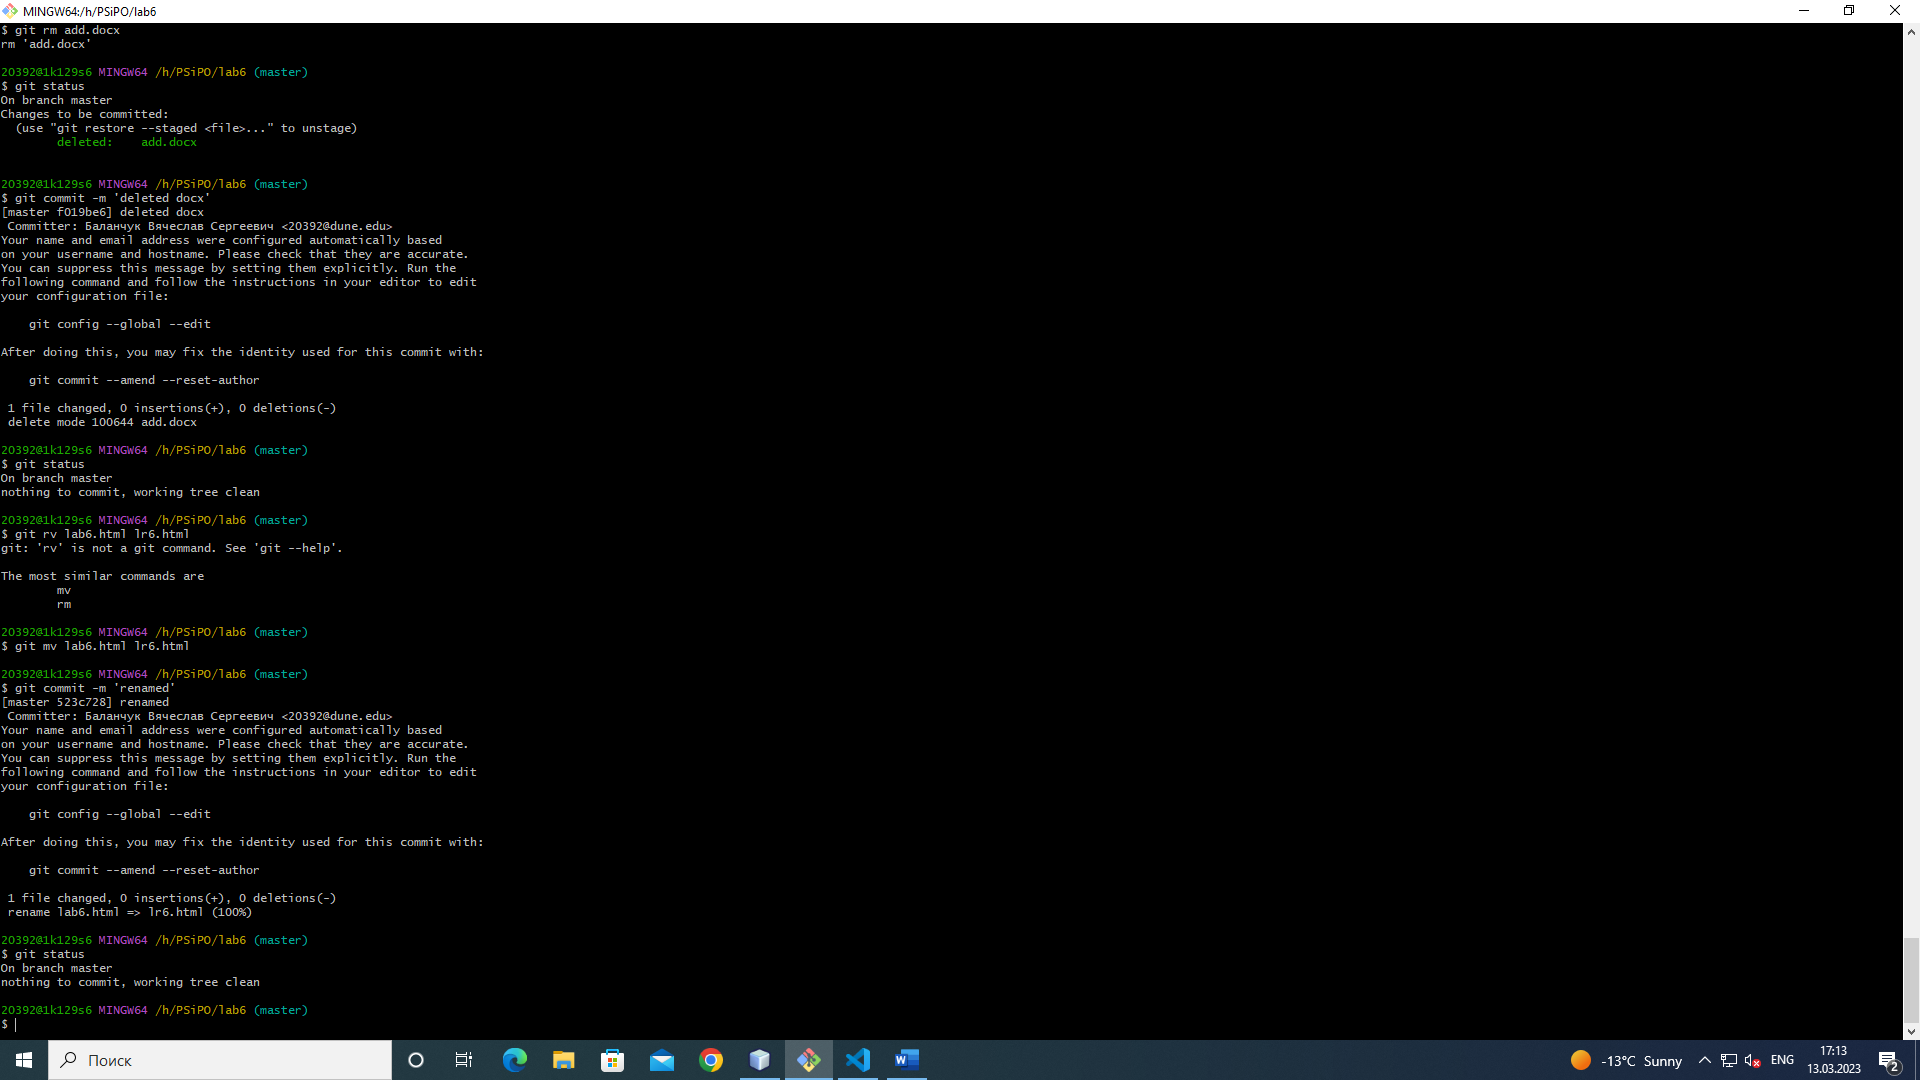 MINGW64:/h/PSiPO/lab6
$ git rm add.docx
rm 'add.docx'
20392@1k129s6 MINGW64 /h/PSiPO/lab6 (master)
$ git status
On branch master
Changes to be committed:
  (use "git restore --staged <file>..." to unstage)
        deleted:    add.docx
20392@1k129s6 MINGW64 /h/PSiPO/lab6 (master)
$ git commit -m 'deleted docx'
[master f019be6] deleted docx
 Committer: Баланчук Вячеслав Сергеевич <20392@dune.edu>
Your name and email address were configured automatically based
on your username and hostname. Please check that they are accurate.
You can suppress this message by setting them explicitly. Run the
following command and follow the instructions in your editor to edit
your configuration file:
    git config --global --edit
After doing this, you may fix the identity used for this commit with:
    git commit --amend --reset-author
 1 file changed, 0 insertions(+), 0 deletions(-)
 delete mode 100644 add.docx
20392@1k129s6 MINGW64 /h/PSiPO/lab6 (master)
$ git status
On branch master
nothing to commit, working tree clean
20392@1k129s6 MINGW64 /h/PSiPO/lab6 (master)
$ git rv lab6.html lr6.html
git: 'rv' is not a git command. See 'git --help'.
The most similar commands are
        mv
        rm
20392@1k129s6 MINGW64 /h/PSiPO/lab6 (master)
$ git mv lab6.html lr6.html
20392@1k129s6 MINGW64 /h/PSiPO/lab6 (master)
$ git commit -m 'renamed'
[master 523c728] renamed
 Committer: Баланчук Вячеслав Сергеевич <20392@dune.edu>
Your name and email address were configured automatically based
on your username and hostname. Please check that they are accurate.
You can suppress this message by setting them explicitly. Run the
following command and follow the instructions in your editor to edit
your configuration file:
    git config --global --edit
After doing this, you may fix the identity used for this commit with:
    git commit --amend --reset-author
 1 file changed, 0 insertions(+), 0 deletions(-)
 rename lab6.html => lr6.html (100%)
20392@1k129s6 MINGW64 /h/PSiPO/lab6 (master)
$ git status
On branch master
nothing to commit, working tree clean
20392@1k129s6 MINGW64 /h/PSiPO/lab6 (master)
$
Поиск
-13°C Sunny
ENG
17:13
13.03.2023
2